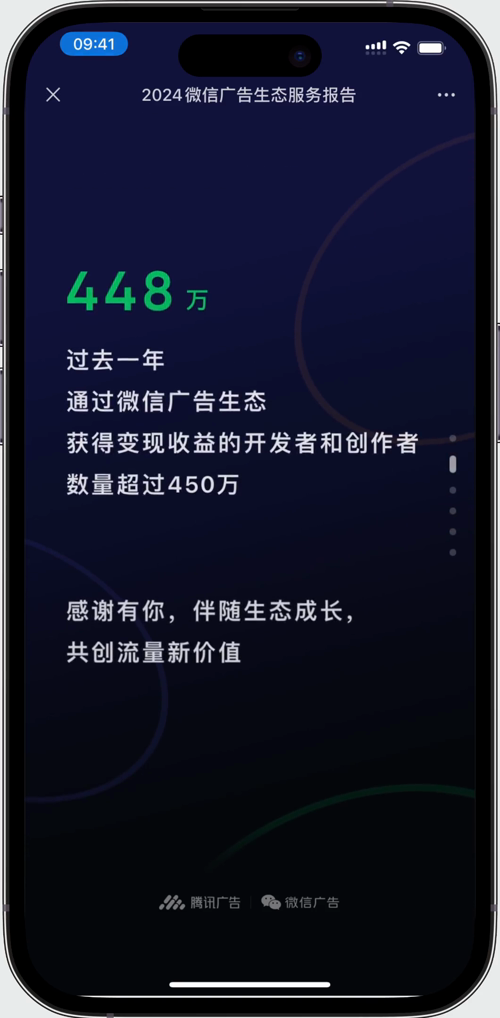 09:41
2024微信广告生态服务报告
448 万
过去一年
通过微信广告生态
获得变现收益的开发者和创作者
数量超过450万
感谢有你，伴随生态成长，
共创流量新价值
腾讯广告 微信广告